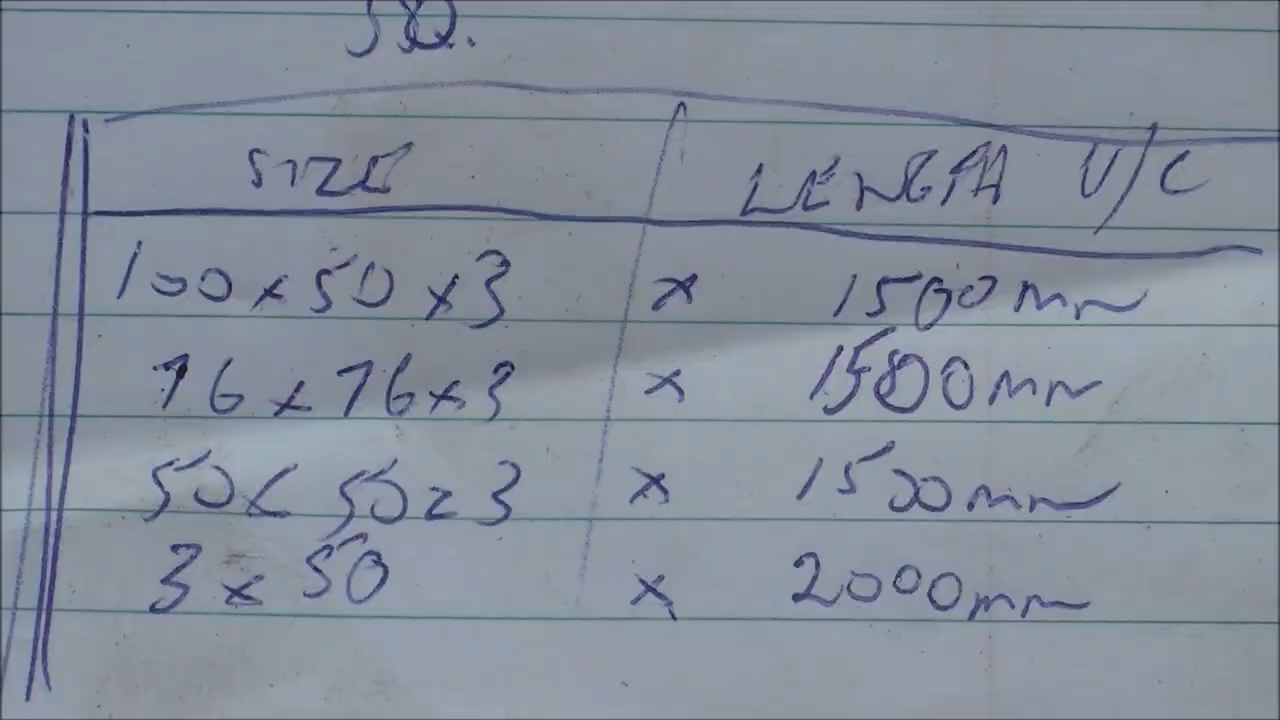 SIZE LENGTH U/C
100 x 50 x 3 x 1500mm
76 x 76 x 3 x 1500mm
50 x 50 x 3 x 1500mm
3 x 50 x 2000mm